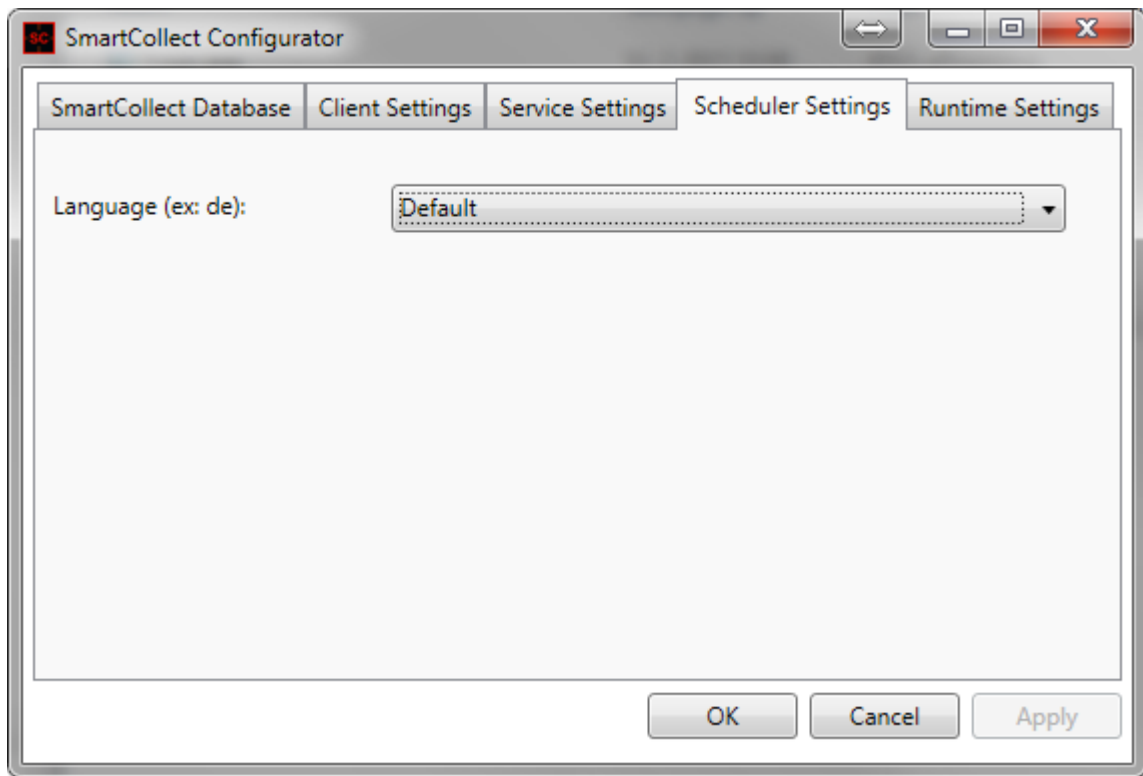 SC SmartCollect Configurator
SmartCollect Database Client Settings Service Settings Scheduler Settings Runtime Settings
Language (ex: de): Default
OK Cancel Apply